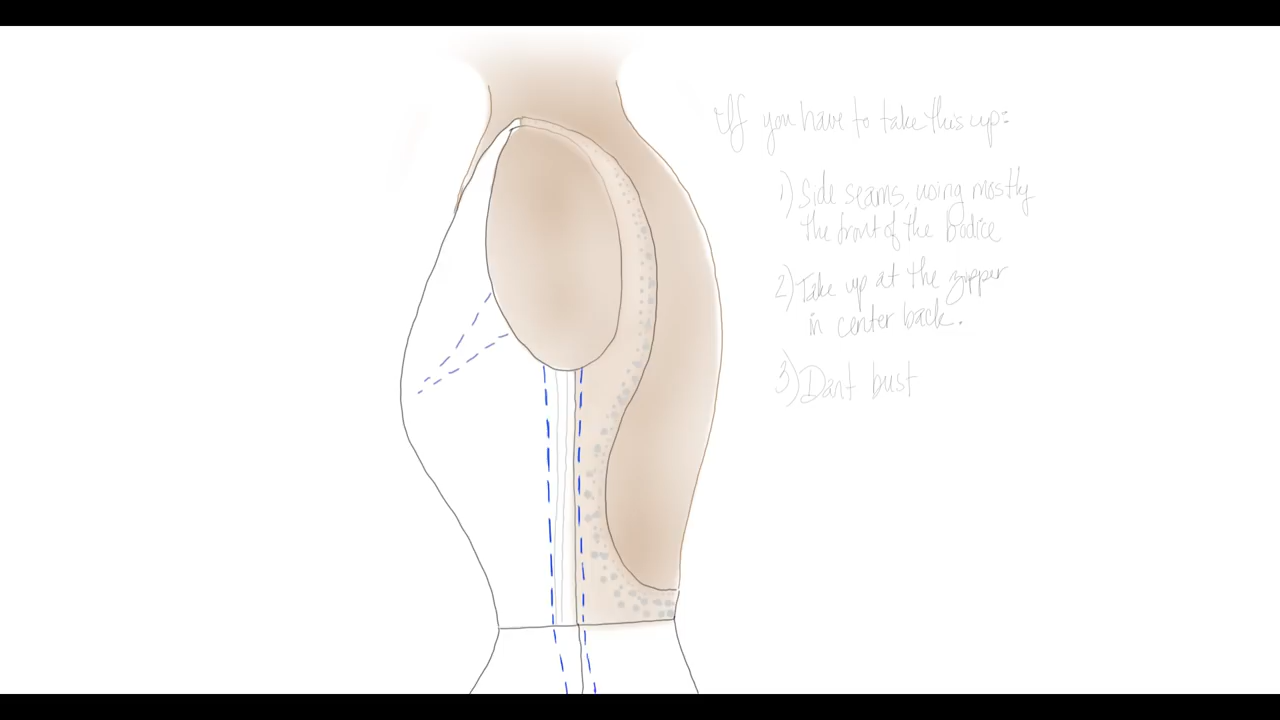 If you have to take this up:
1) Side seams, using mostly
the front of the bodice
2) Take up at the zipper
in center back.
3) Dart bust